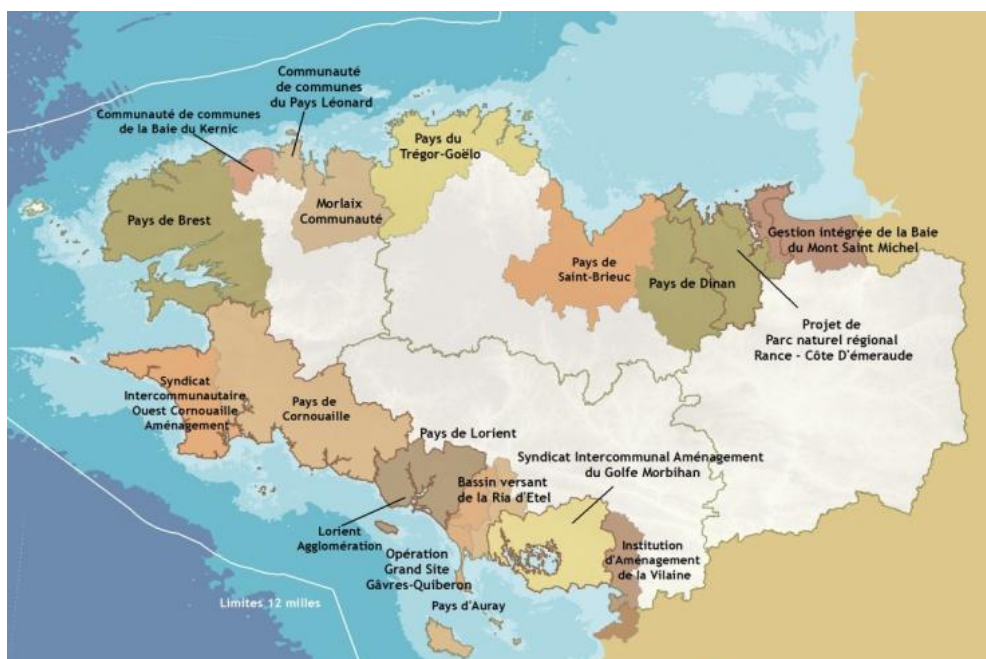 Communauté
de communes
du Pays Léonard
Communauté de communes
de la Baie du Kernic
Pays du
Trégor-Goëlo
Morlaix
Communauté
Pays de Brest
Gestion intégrée de la Baie
du Mont Saint Michel
Pays de
Saint-Brieuc
Pays de Dinan
Projet de
Parc naturel régional
Rance - Côte D'émeraude
Syndicat
Intercommunautaire
Ouest Cornouaille
Aménagement
Pays de
Cornouaille
Pays de Lorient
Syndicat Intercommunal Aménagement
du Golfe Morbihan
Bassin versant
de la Ria d'Etel
Lorient
Agglomération
Opération
Grand Site
Gâvres-Quiberon
Institution
d'Aménagement
de la Vilaine
Limites 12 milles
Pays d'Auray